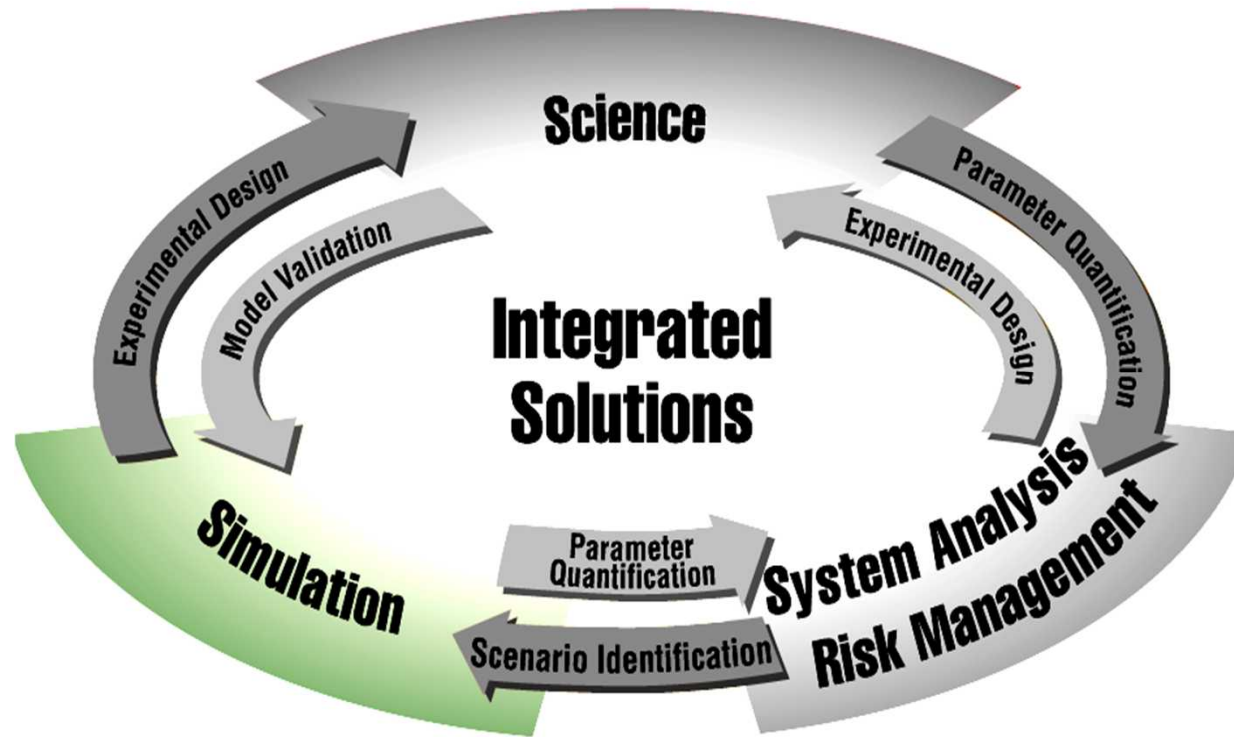 Science
Experimental Design
Model Validation
Parameter Quantification
Experimental Design
Integrated
Solutions
Simulation
Parameter
Quantification
Scenario Identification
System Analysis
Risk Management